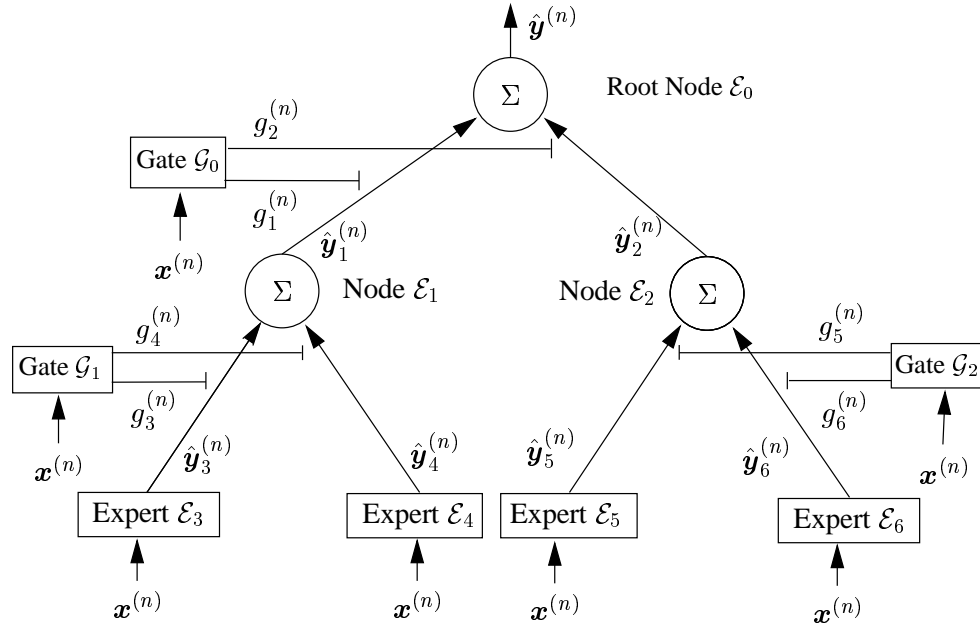 ŷ⁽ⁿ⁾
Σ
Root Node ℰ₀
g₂⁽ⁿ⁾
Gate 𝒢₀
g₁⁽ⁿ⁾
x⁽ⁿ⁾
ŷ₁⁽ⁿ⁾
ŷ₂⁽ⁿ⁾
Σ
Node ℰ₁
Node ℰ₂
Σ
g₄⁽ⁿ⁾
g₅⁽ⁿ⁾
Gate 𝒢₁
Gate 𝒢₂
g₃⁽ⁿ⁾
g₆⁽ⁿ⁾
x⁽ⁿ⁾
ŷ₃⁽ⁿ⁾
ŷ₄⁽ⁿ⁾
ŷ₅⁽ⁿ⁾
ŷ₆⁽ⁿ⁾
x⁽ⁿ⁾
Expert ℰ₃
Expert ℰ₄
Expert ℰ₅
Expert ℰ₆
x⁽ⁿ⁾
x⁽ⁿ⁾
x⁽ⁿ⁾
x⁽ⁿ⁾